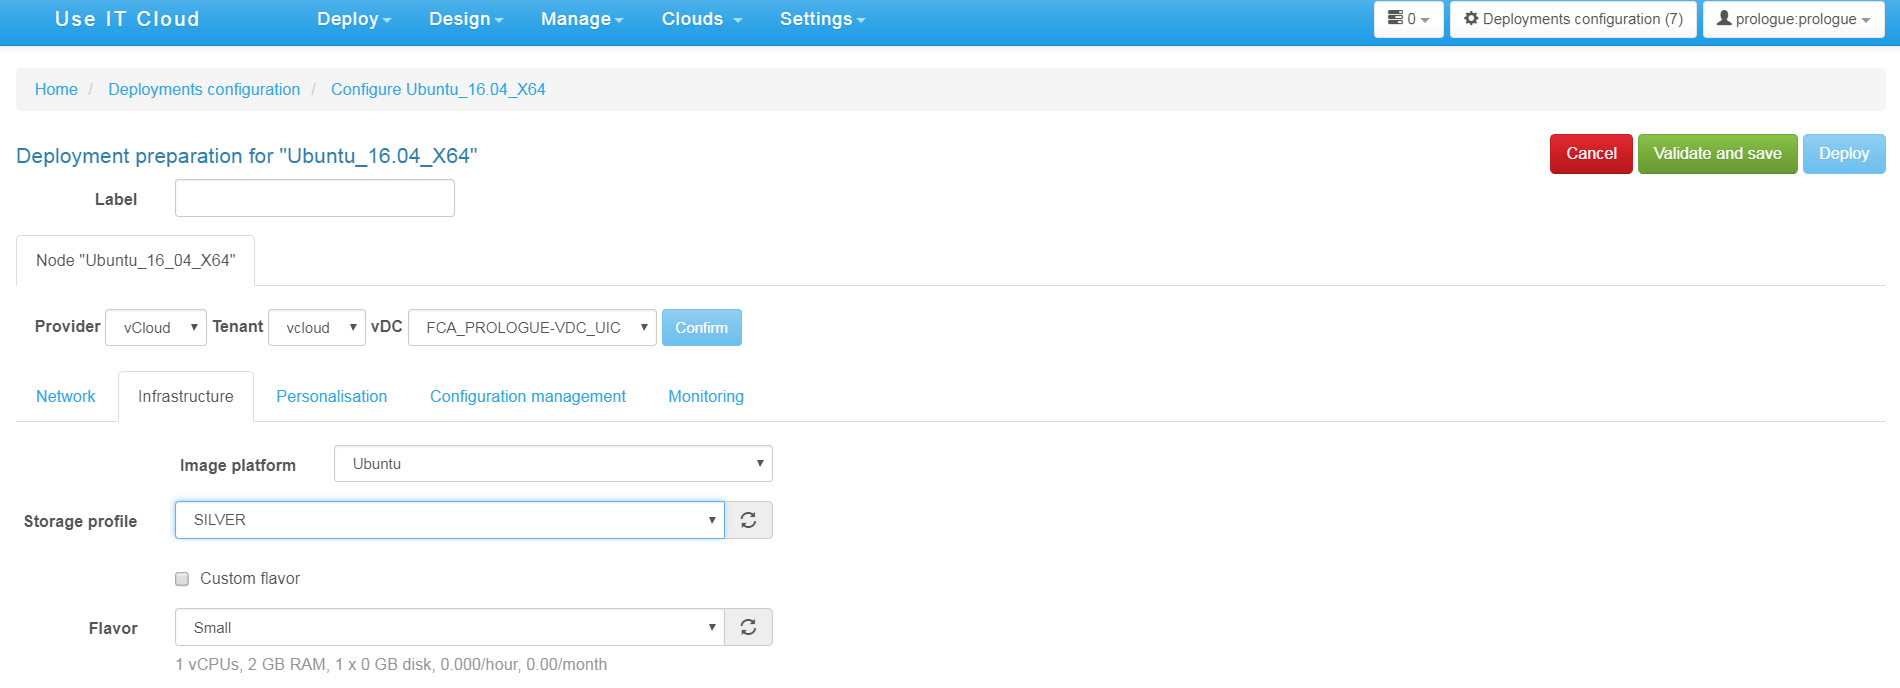 Use IT Cloud Deploy Design Manage Clouds Settings 0 Deployments configuration (7) prologue:prologue
Home / Deployments configuration / Configure Ubuntu_16.04_X64
Deployment preparation for "Ubuntu_16.04_X64" Cancel Validate and save Deploy
Label
Node "Ubuntu_16_04_X64"
Provider vCloud Tenant vcloud vDC FCA_PROLOGUE-VDC_UIC Confirm
Network Infrastructure Personalisation Configuration management Monitoring
Image platform Ubuntu
Storage profile SILVER
Custom flavor
Flavor Small
1 vCPUs, 2 GB RAM, 1 x 0 GB disk, 0.000/hour, 0.00/month